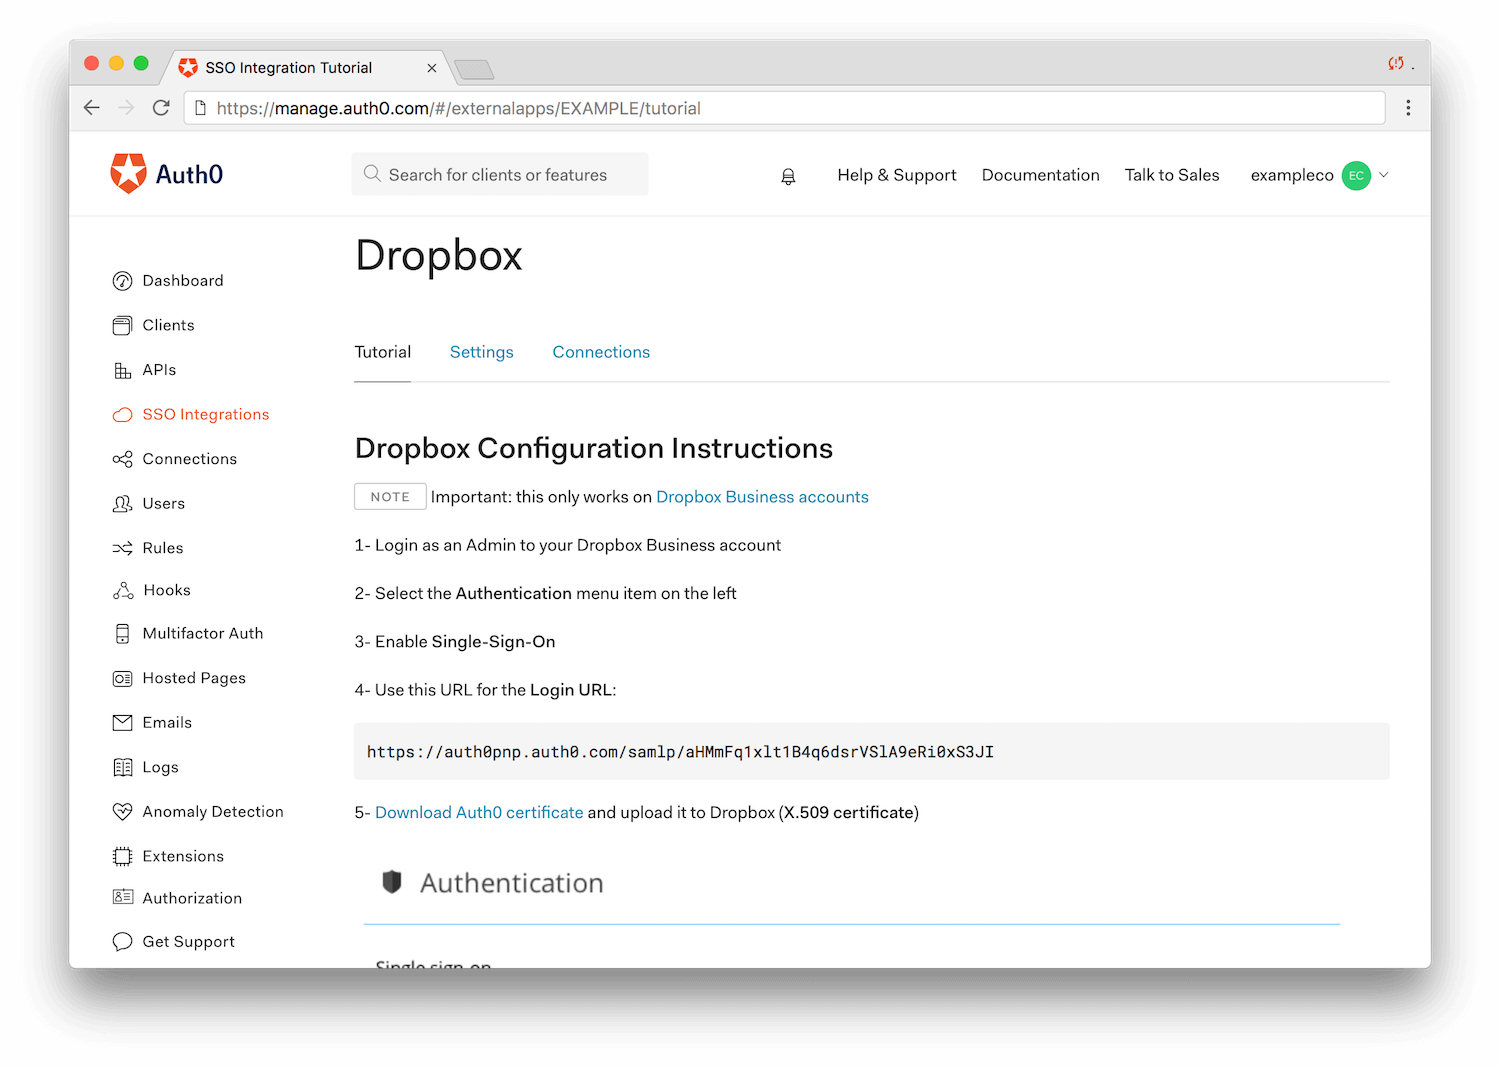 SSO Integration Tutorial
https://manage.auth0.com/#/externalapps/EXAMPLE/tutorial
Auth0
Search for clients or features
Help & Support
Documentation
Talk to Sales
exampleco
EC
Dashboard
Clients
APIs
SSO Integrations
Connections
Users
Rules
Hooks
Multifactor Auth
Hosted Pages
Emails
Logs
Anomaly Detection
Extensions
Authorization
Get Support
Dropbox
Tutorial
Settings
Connections
Dropbox Configuration Instructions
NOTE Important: this only works on Dropbox Business accounts
1- Login as an Admin to your Dropbox Business account
2- Select the Authentication menu item on the left
3- Enable Single-Sign-On
4- Use this URL for the Login URL:
https://auth0pnp.auth0.com/samlp/aHMmFq1xlt1B4q6dsrVSlA9eRi0xS3JI
5- Download Auth0 certificate and upload it to Dropbox (X.509 certificate)
Authentication
Single sign-on